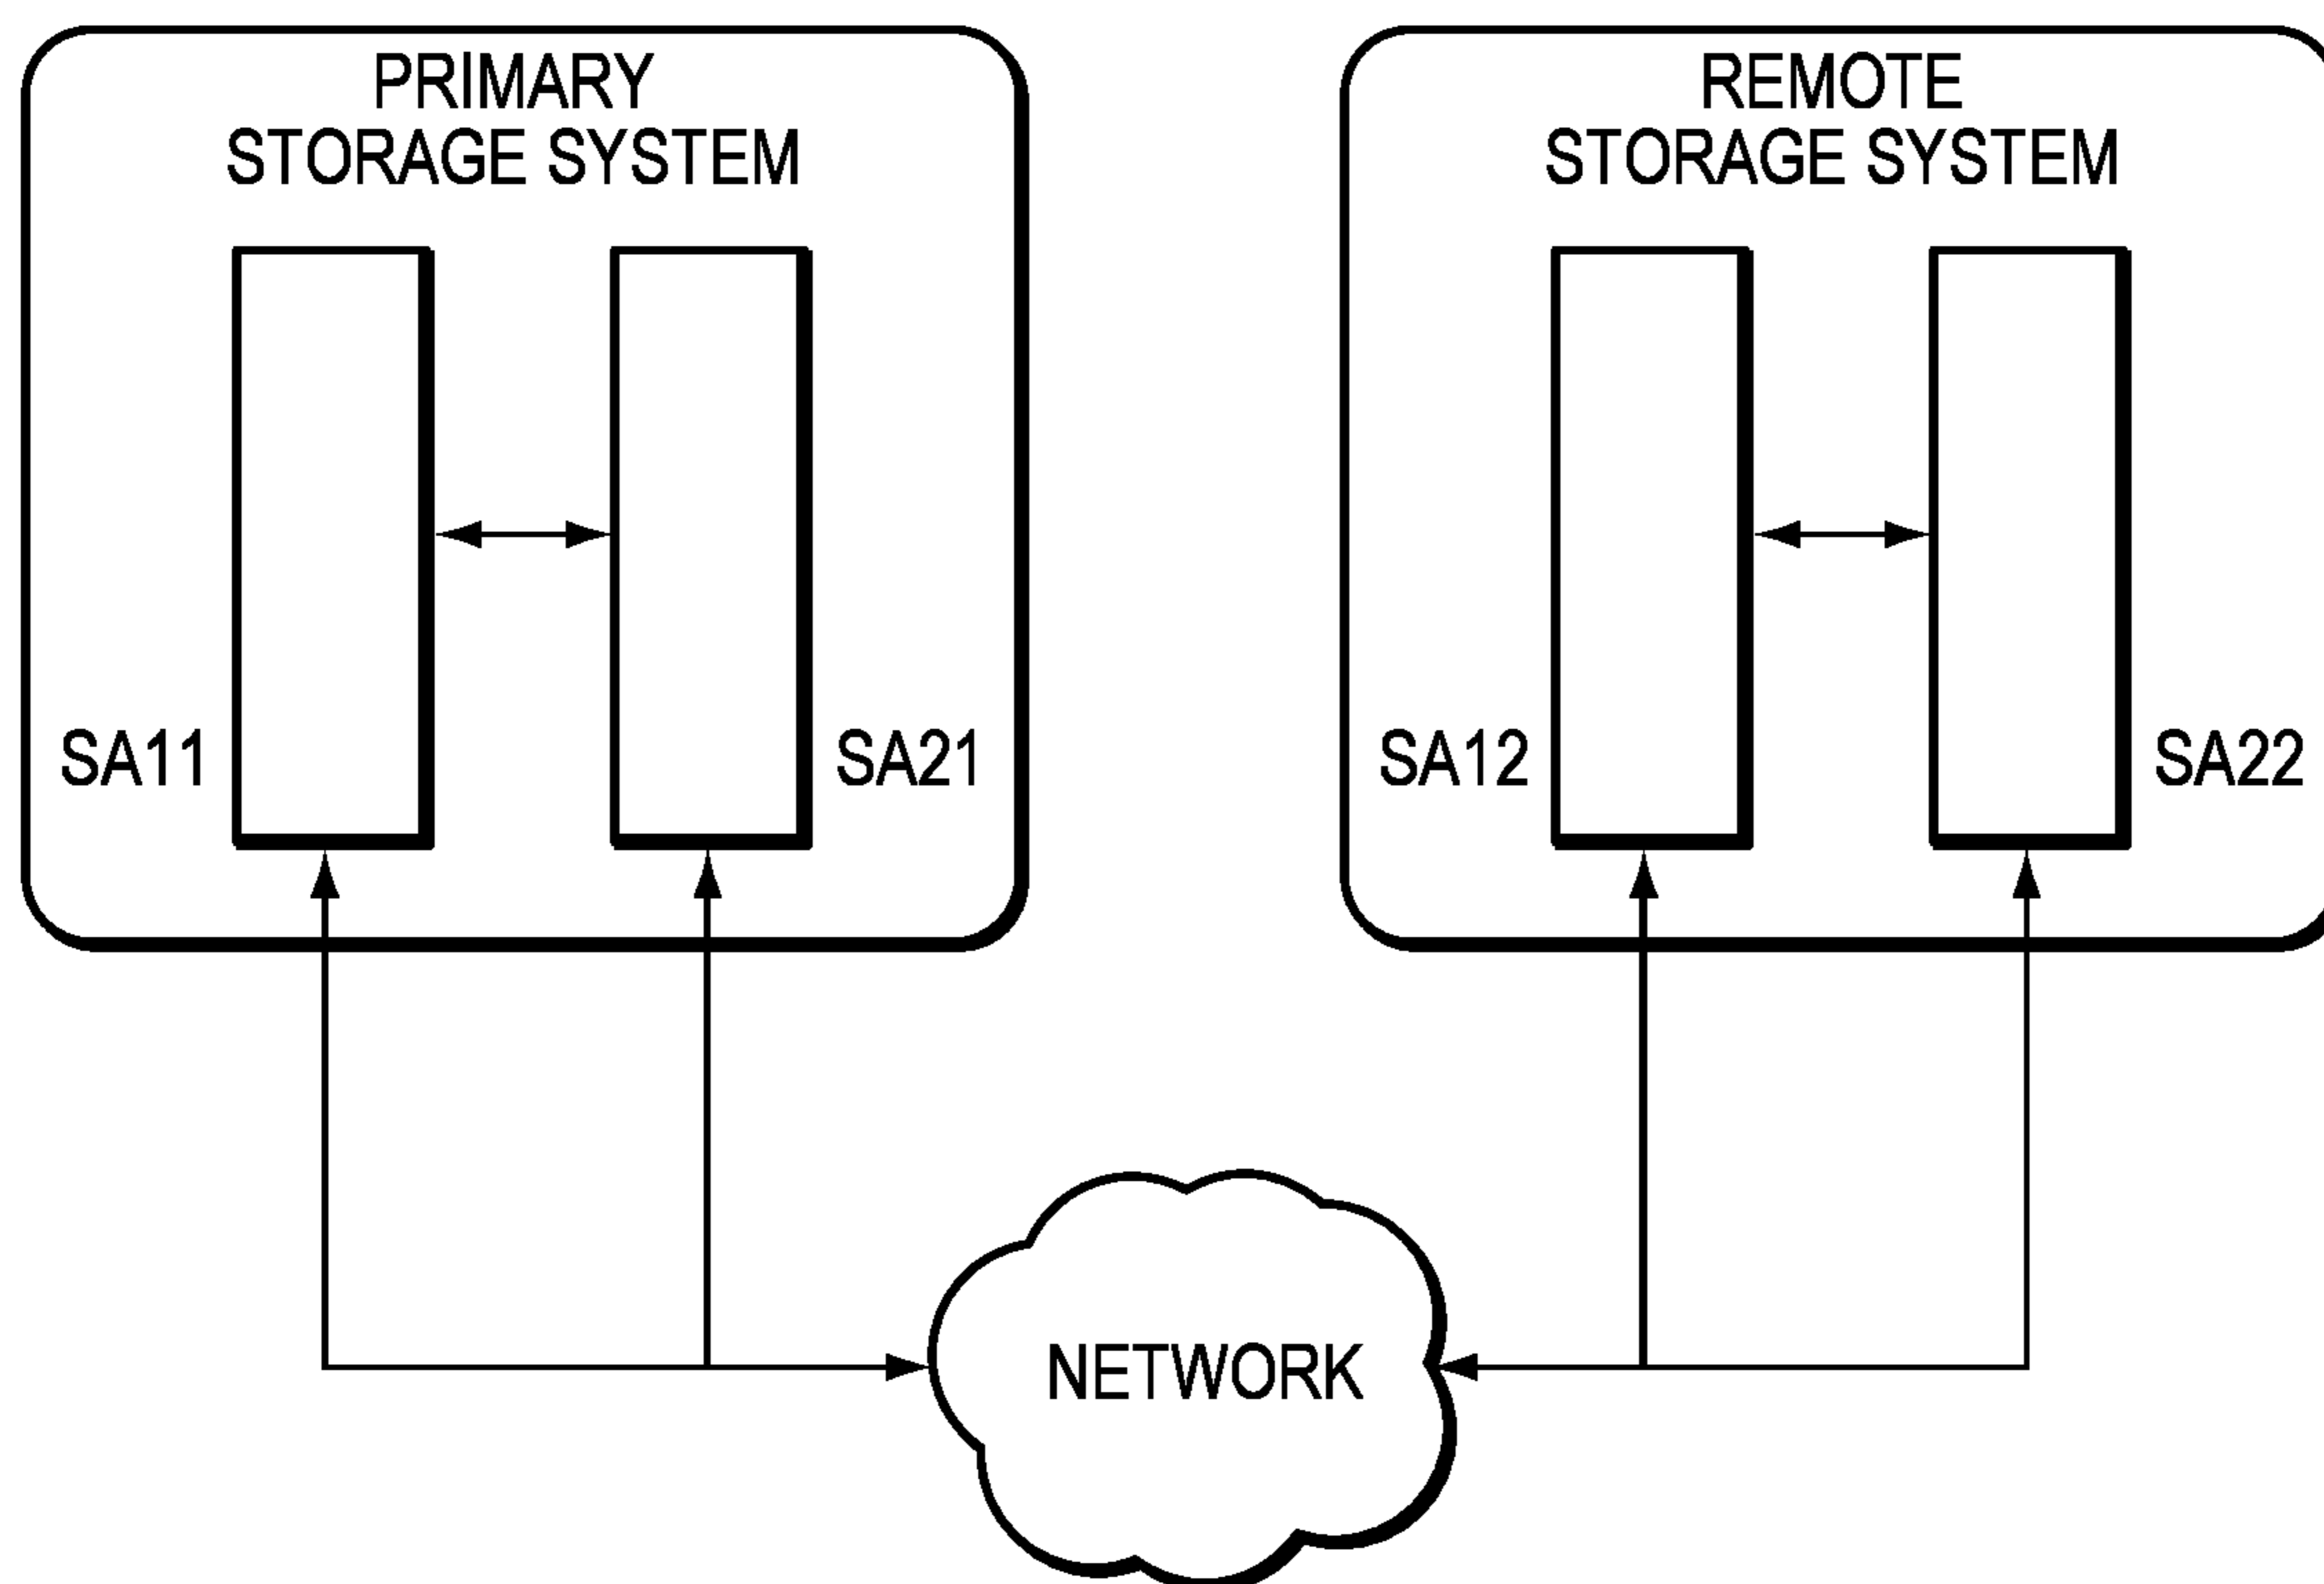 PRIMARY
STORAGE SYSTEM
REMOTE
STORAGE SYSTEM
SA11
SA21
SA12
SA22
NETWORK